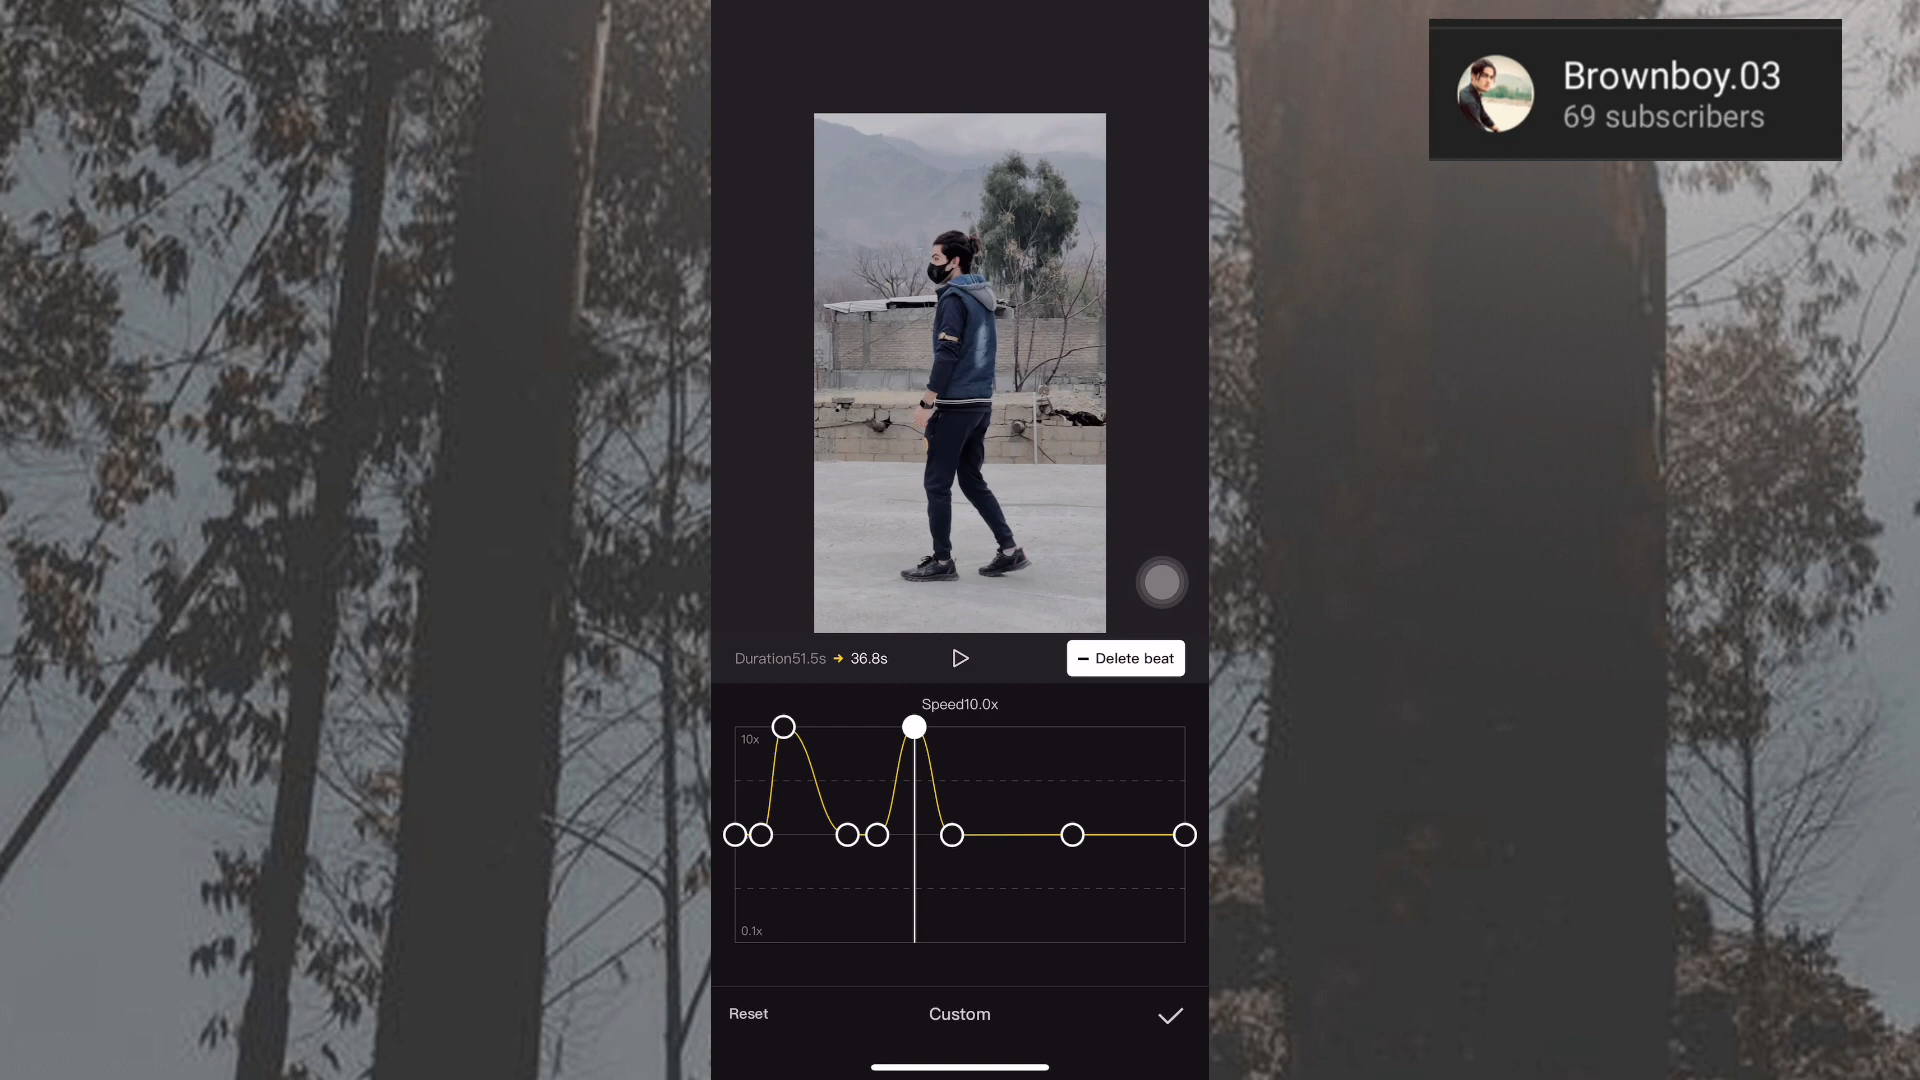 Brownboy.03
69 subscribers
Duration51.5s → 36.8s
Delete beat
Speed10.0x
10x
0.1x
Reset
Custom